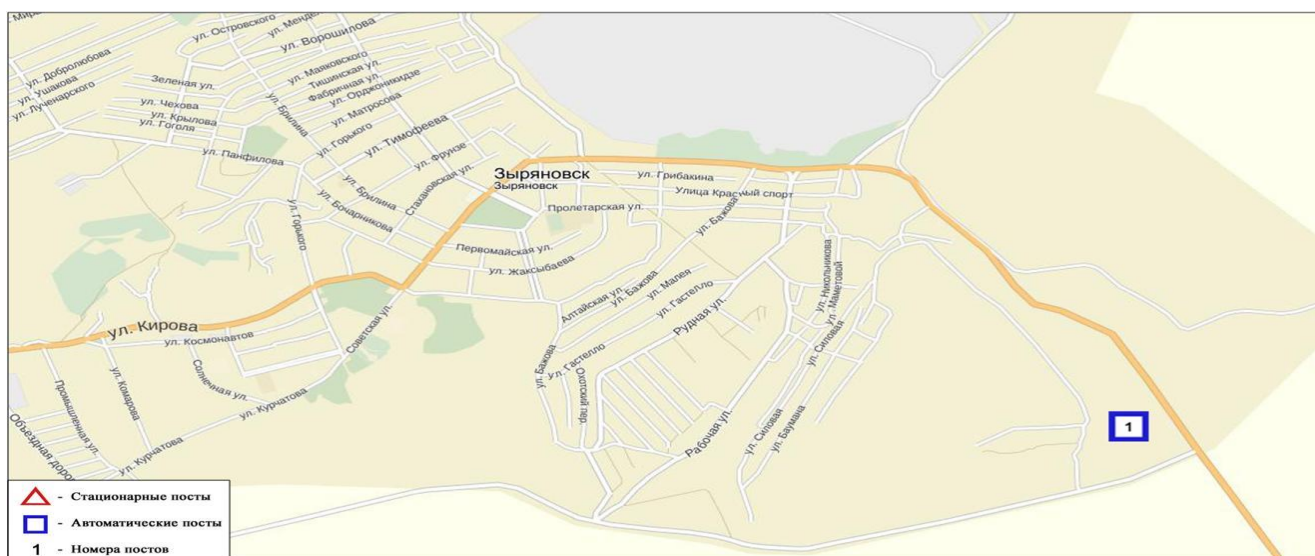 Мира
ул. Островского
ул. Менде
ул. Ворошилова
ул. Добролюбова
ул. Ушакова
ул. Лученарского
Зеленая ул.
ул. Чехова
ул. Крылова
ул. Гоголя
ул. Маяковского
Тишинская ул.
Фабричная ул.
ул. Орджоникидзе
ул. Матросова
ул. Брилина
ул. Горького
ул. Тимофеева
ул. Панфилова
ул. Фрунзе
Стахановская ул.
Зыряновск
Зыряновск
ул. Грибакина
Улица Красный спорт
Пролетарская ул.
ул. Бажова
ул. Брилина
ул. Бочарникова
ул. Горького
Первомайская ул.
ул. Жаксыбаева
ул. Никольникова
ул. Маметовой
ул. Бажова
ул. Малея
Алтайская ул.
ул. Гастелло
Рудная ул.
ул. Кирова
ул. Космонавтов
Советская ул.
ул. Силовая
ул. Гастелло
ул. Бажова
Охотский пер.
Солнечная ул.
ул. Комарова
Промышленная ул.
ул. Курчатова
ул. Курчатова
Объездная дорог
Рабочая ул.
ул. Силовая
ул. Баумана
1
- Стационарные посты
- Автоматические посты
1 - Номера постов